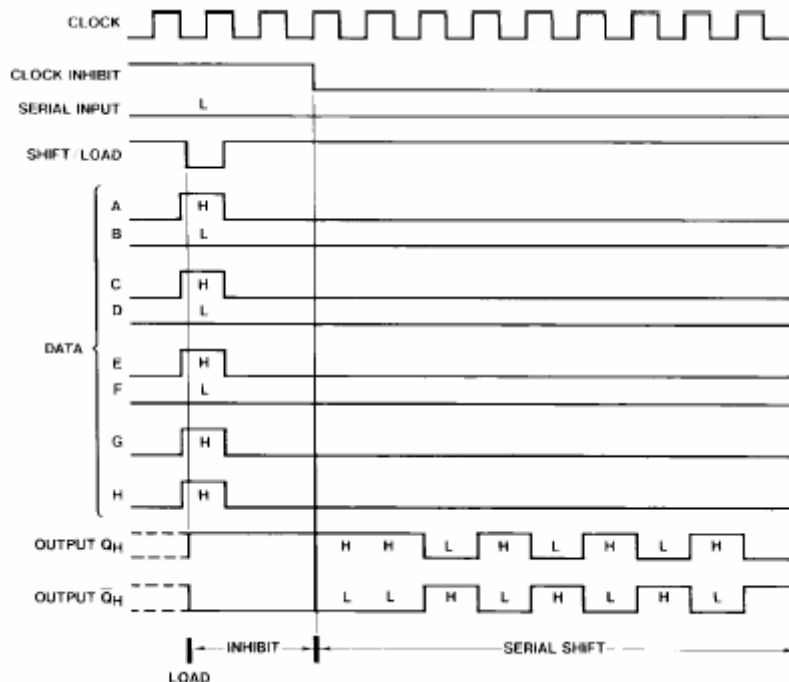 CLOCK
CLOCK INHIBIT
SERIAL INPUT L
SHIFT/LOAD
A H
B L
C H
D L
DATA
E H
F L
G H
H H
OUTPUT QH H H L H L H L H
OUTPUT Q̅H L L H L H L H L
INHIBIT SERIAL SHIFT
LOAD